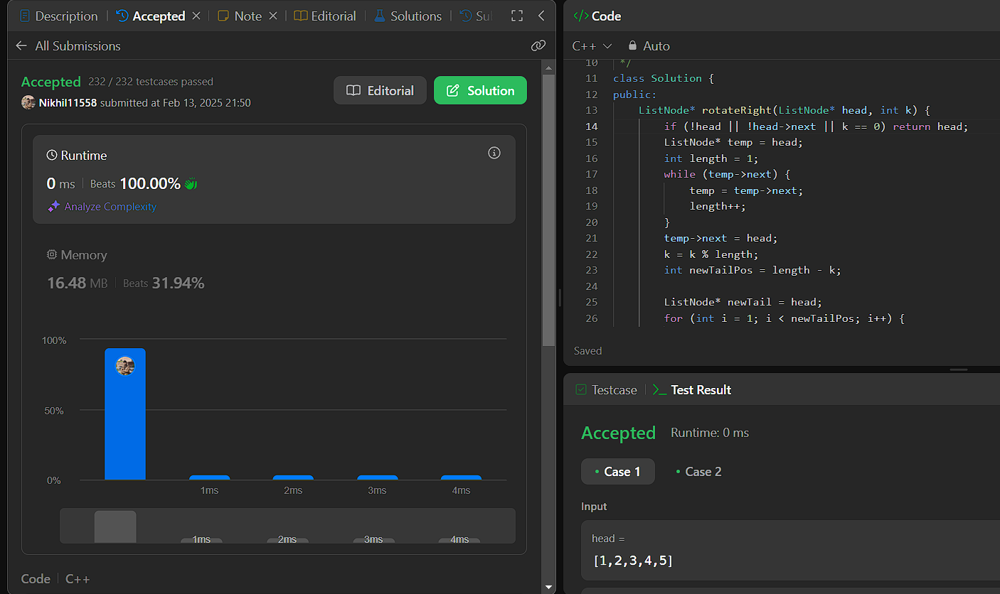 Description
Accepted
Note
Editorial
Solutions
Su
All Submissions
Accepted 232 / 232 testcases passed
Nikhil11558 submitted at Feb 13, 2025 21:50
Editorial
Solution
Runtime
0 ms Beats 100.00%
Analyze Complexity
Memory
16.48 MB Beats 31.94%
100%
50%
0%
1ms 2ms 3ms 4ms
1ms 2ms 3ms 4ms
Code C++
</> Code
C++ Auto
10 */
11 class Solution {
12 public:
13 ListNode* rotateRight(ListNode* head, int k) {
14 if (!head || !head->next || k == 0) return head;
15 ListNode* temp = head;
16 int length = 1;
17 while (temp->next) {
18 temp = temp->next;
19 length++;
20 }
21 temp->next = head;
22 k = k % length;
23 int newTailPos = length - k;
24
25 ListNode* newTail = head;
26 for (int i = 1; i < newTailPos; i++) {
Saved
Testcase
>_ Test Result
Accepted Runtime: 0 ms
• Case 1 • Case 2
Input
head =
[1,2,3,4,5]